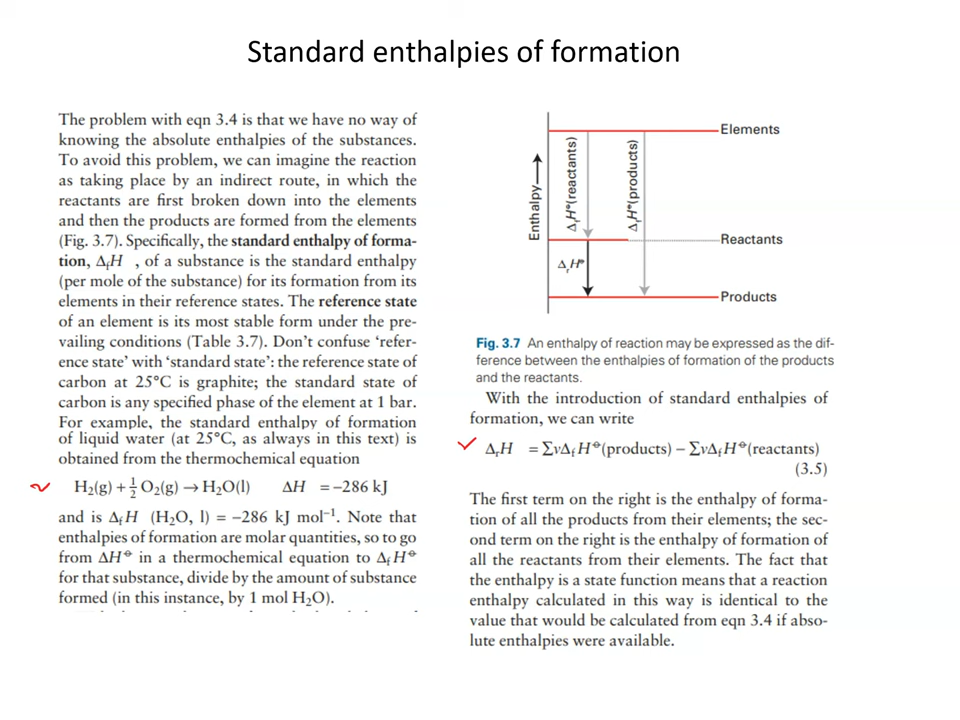 Standard enthalpies of formation
The problem with eqn 3.4 is that we have no way of
knowing the absolute enthalpies of the substances.
To avoid this problem, we can imagine the reaction
as taking place by an indirect route, in which the
reactants are first broken down into the elements
and then the products are formed from the elements
(Fig. 3.7). Specifically, the standard enthalpy of forma-
tion, ΔfH , of a substance is the standard enthalpy
(per mole of the substance) for its formation from its
elements in their reference states. The reference state
of an element is its most stable form under the pre-
vailing conditions (Table 3.7). Don’t confuse ‘refer-
ence state’ with ‘standard state’: the reference state of
carbon at 25°C is graphite; the standard state of
carbon is any specified phase of the element at 1 bar.
For example, the standard enthalpy of formation
of liquid water (at 25°C, as always in this text) is
obtained from the thermochemical equation
H₂(g) + ½ O₂(g) → H₂O(l) ΔH = −286 kJ
and is ΔfH (H₂O, l) = −286 kJ mol⁻¹. Note that
enthalpies of formation are molar quantities, so to go
from ΔH⦵ in a thermochemical equation to ΔfH⦵
for that substance, divide by the amount of substance
formed (in this instance, by 1 mol H₂O).
Enthalpy
ΔfH⦵(reactants)
ΔfH⦵(products)
ΔrH⦵
Elements
Reactants
Products
Fig. 3.7 An enthalpy of reaction may be expressed as the dif-
ference between the enthalpies of formation of the products
and the reactants.
With the introduction of standard enthalpies of
formation, we can write
ΔrH = ΣνΔfH⦵(products) − ΣνΔfH⦵(reactants)
(3.5)
The first term on the right is the enthalpy of forma-
tion of all the products from their elements; the sec-
ond term on the right is the enthalpy of formation of
all the reactants from their elements. The fact that
the enthalpy is a state function means that a reaction
enthalpy calculated in this way is identical to the
value that would be calculated from eqn 3.4 if abso-
lute enthalpies were available.